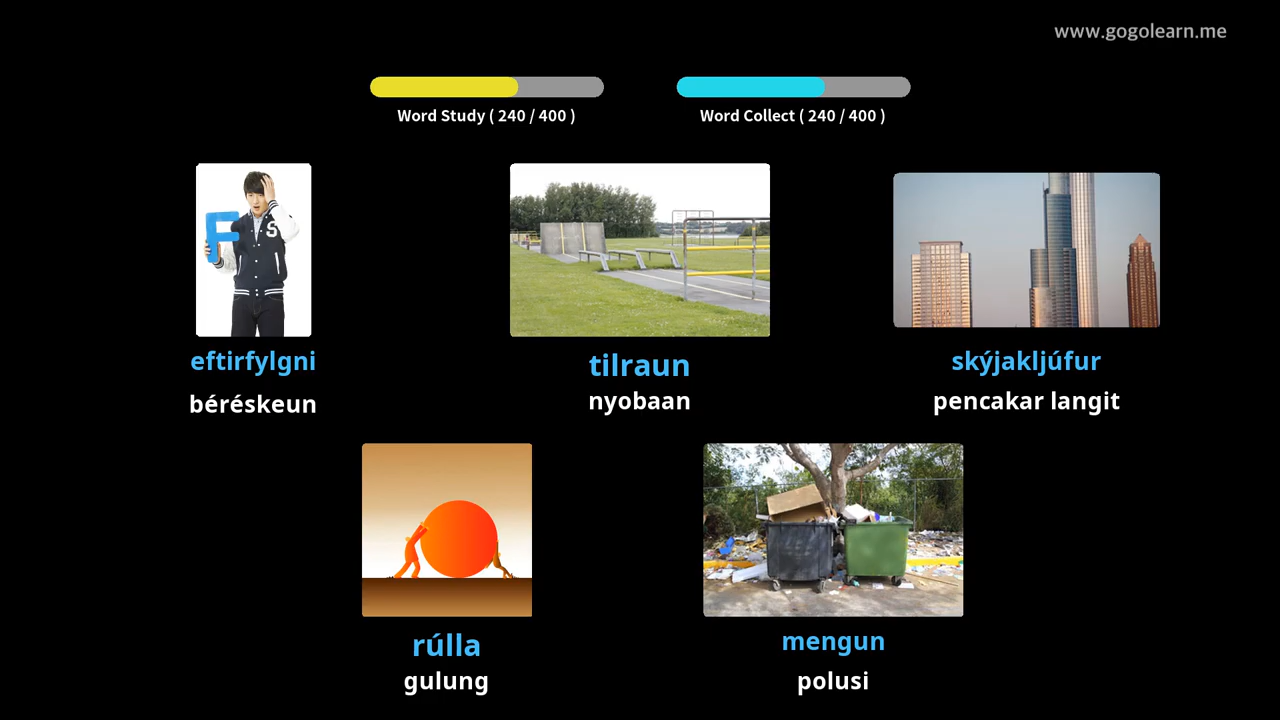 www.gogolearn.me
Word Study ( 240 / 400 )
Word Collect ( 240 / 400 )
F
S
eftirfylgni
béréskeun
tilraun
nyobaan
skýjakljúfur
pencakar langit
rúlla
gulung
mengun
polusi